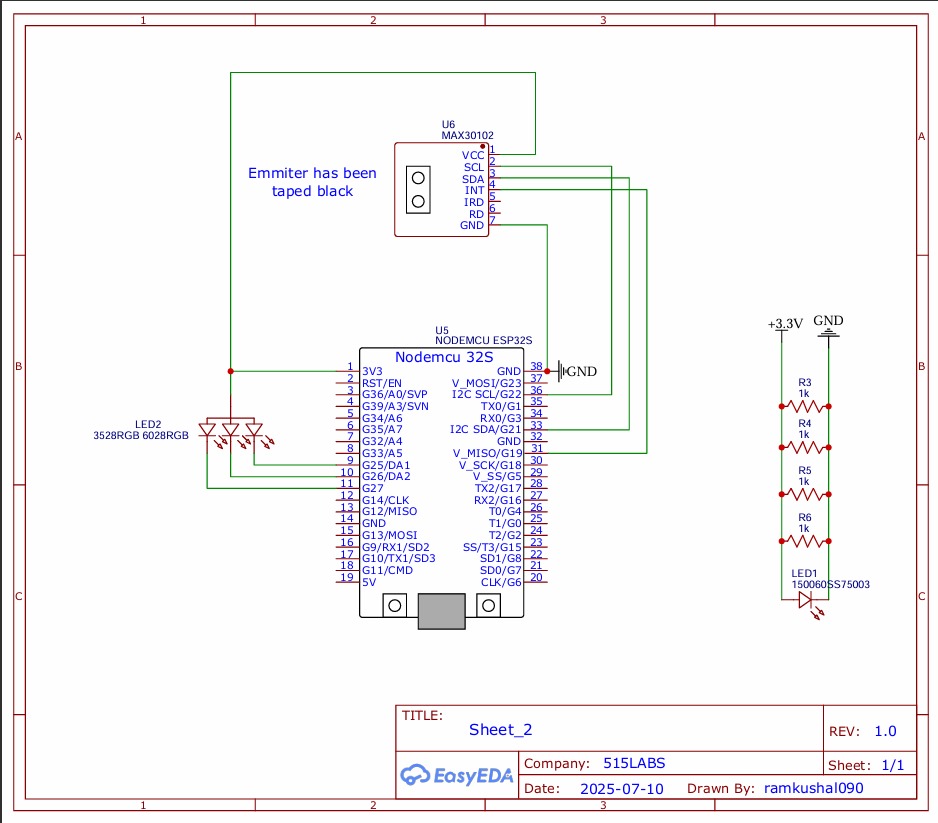 1
2
3
A
A
U6
MAX30102
VCC 1
SCL 2
SDA 3
INT 4
IRD 5
RD 6
GND 7
Emmiter has been
taped black
U5
NODEMCU ESP32S
Nodemcu 32S
B
B
1 3V3
2 RST/EN
3 G36/A0/SVP
4 G39/A3/SVN
5 G34/A6
6 G35/A7
7 G32/A4
8 G33/A5
9 G25/DA1
10 G26/DA2
11 G27
12 G14/CLK
13 G12/MISO
14 GND
15 G13/MOSI
16 G9/RX1/SD2
17 G10/TX1/SD3
18 G11/CMD
19 5V
GND 38
V_MOSI/G23 37
I2C SCL/G22 36
TX0/G1 35
RX0/G3 34
I2C SDA/G21 33
GND 32
V_MISO/G19 31
V_SCK/G18 30
V_SS/G5 29
TX2/G17 28
RX2/G16 27
T0/G4 26
T1/G0 25
T2/G2 24
SS/T3/G15 23
SD1/G8 22
SD0/G7 21
CLK/G6 20
GND
LED2
3528RGB 6028RGB
+3.3V
GND
R3
1k
R4
1k
R5
1k
R6
1k
LED1
150060SS75003
C
C
TITLE:
Sheet_2
REV: 1.0
EasyEDA
Company: 515LABS
Sheet: 1/1
Date: 2025-07-10 Drawn By: ramkushal090
1
2
3